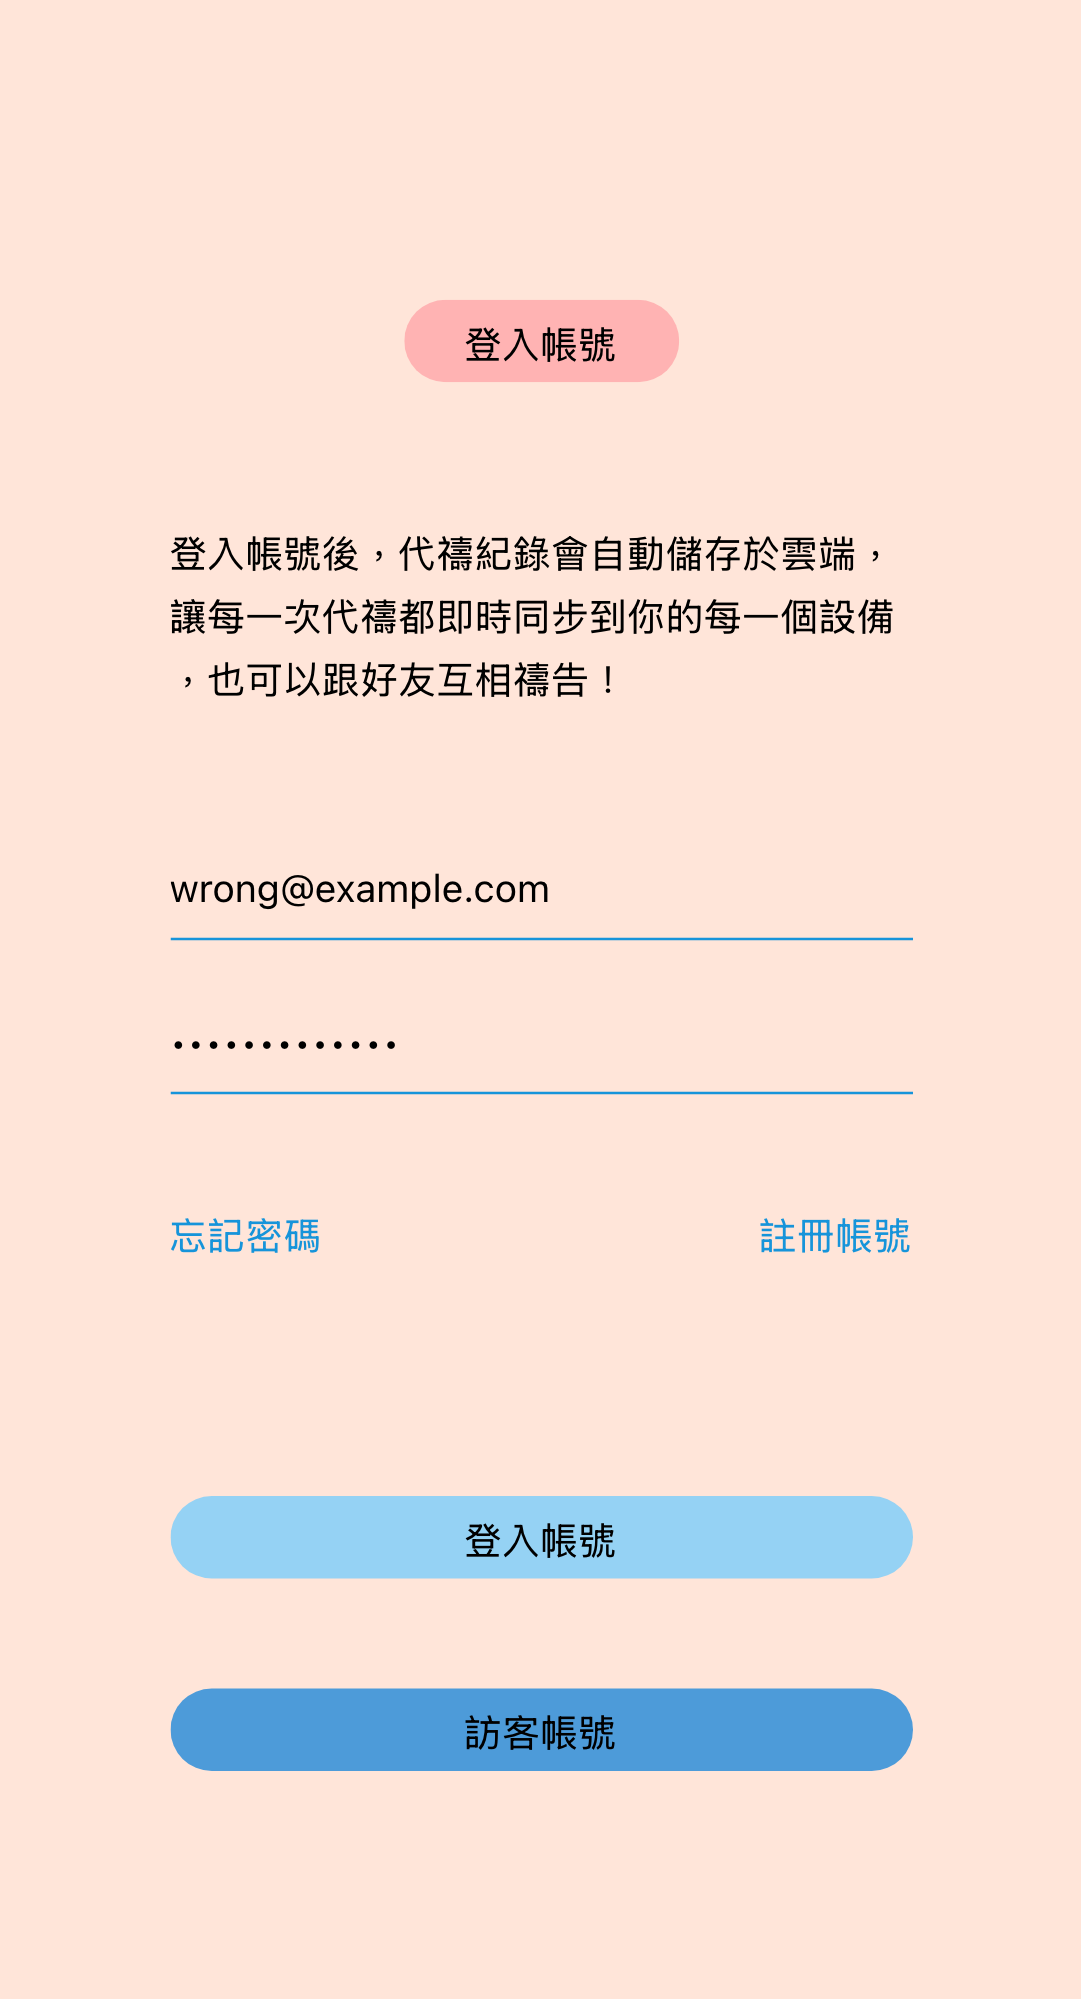 登入帳號
登入帳號後，代禱紀錄會自動儲存於雲端，
讓每一次代禱都即時同步到你的每一個設備
，也可以跟好友互相禱告！
wrong@example.com
•••••••••••••
忘記密碼
註冊帳號
登入帳號
訪客帳號